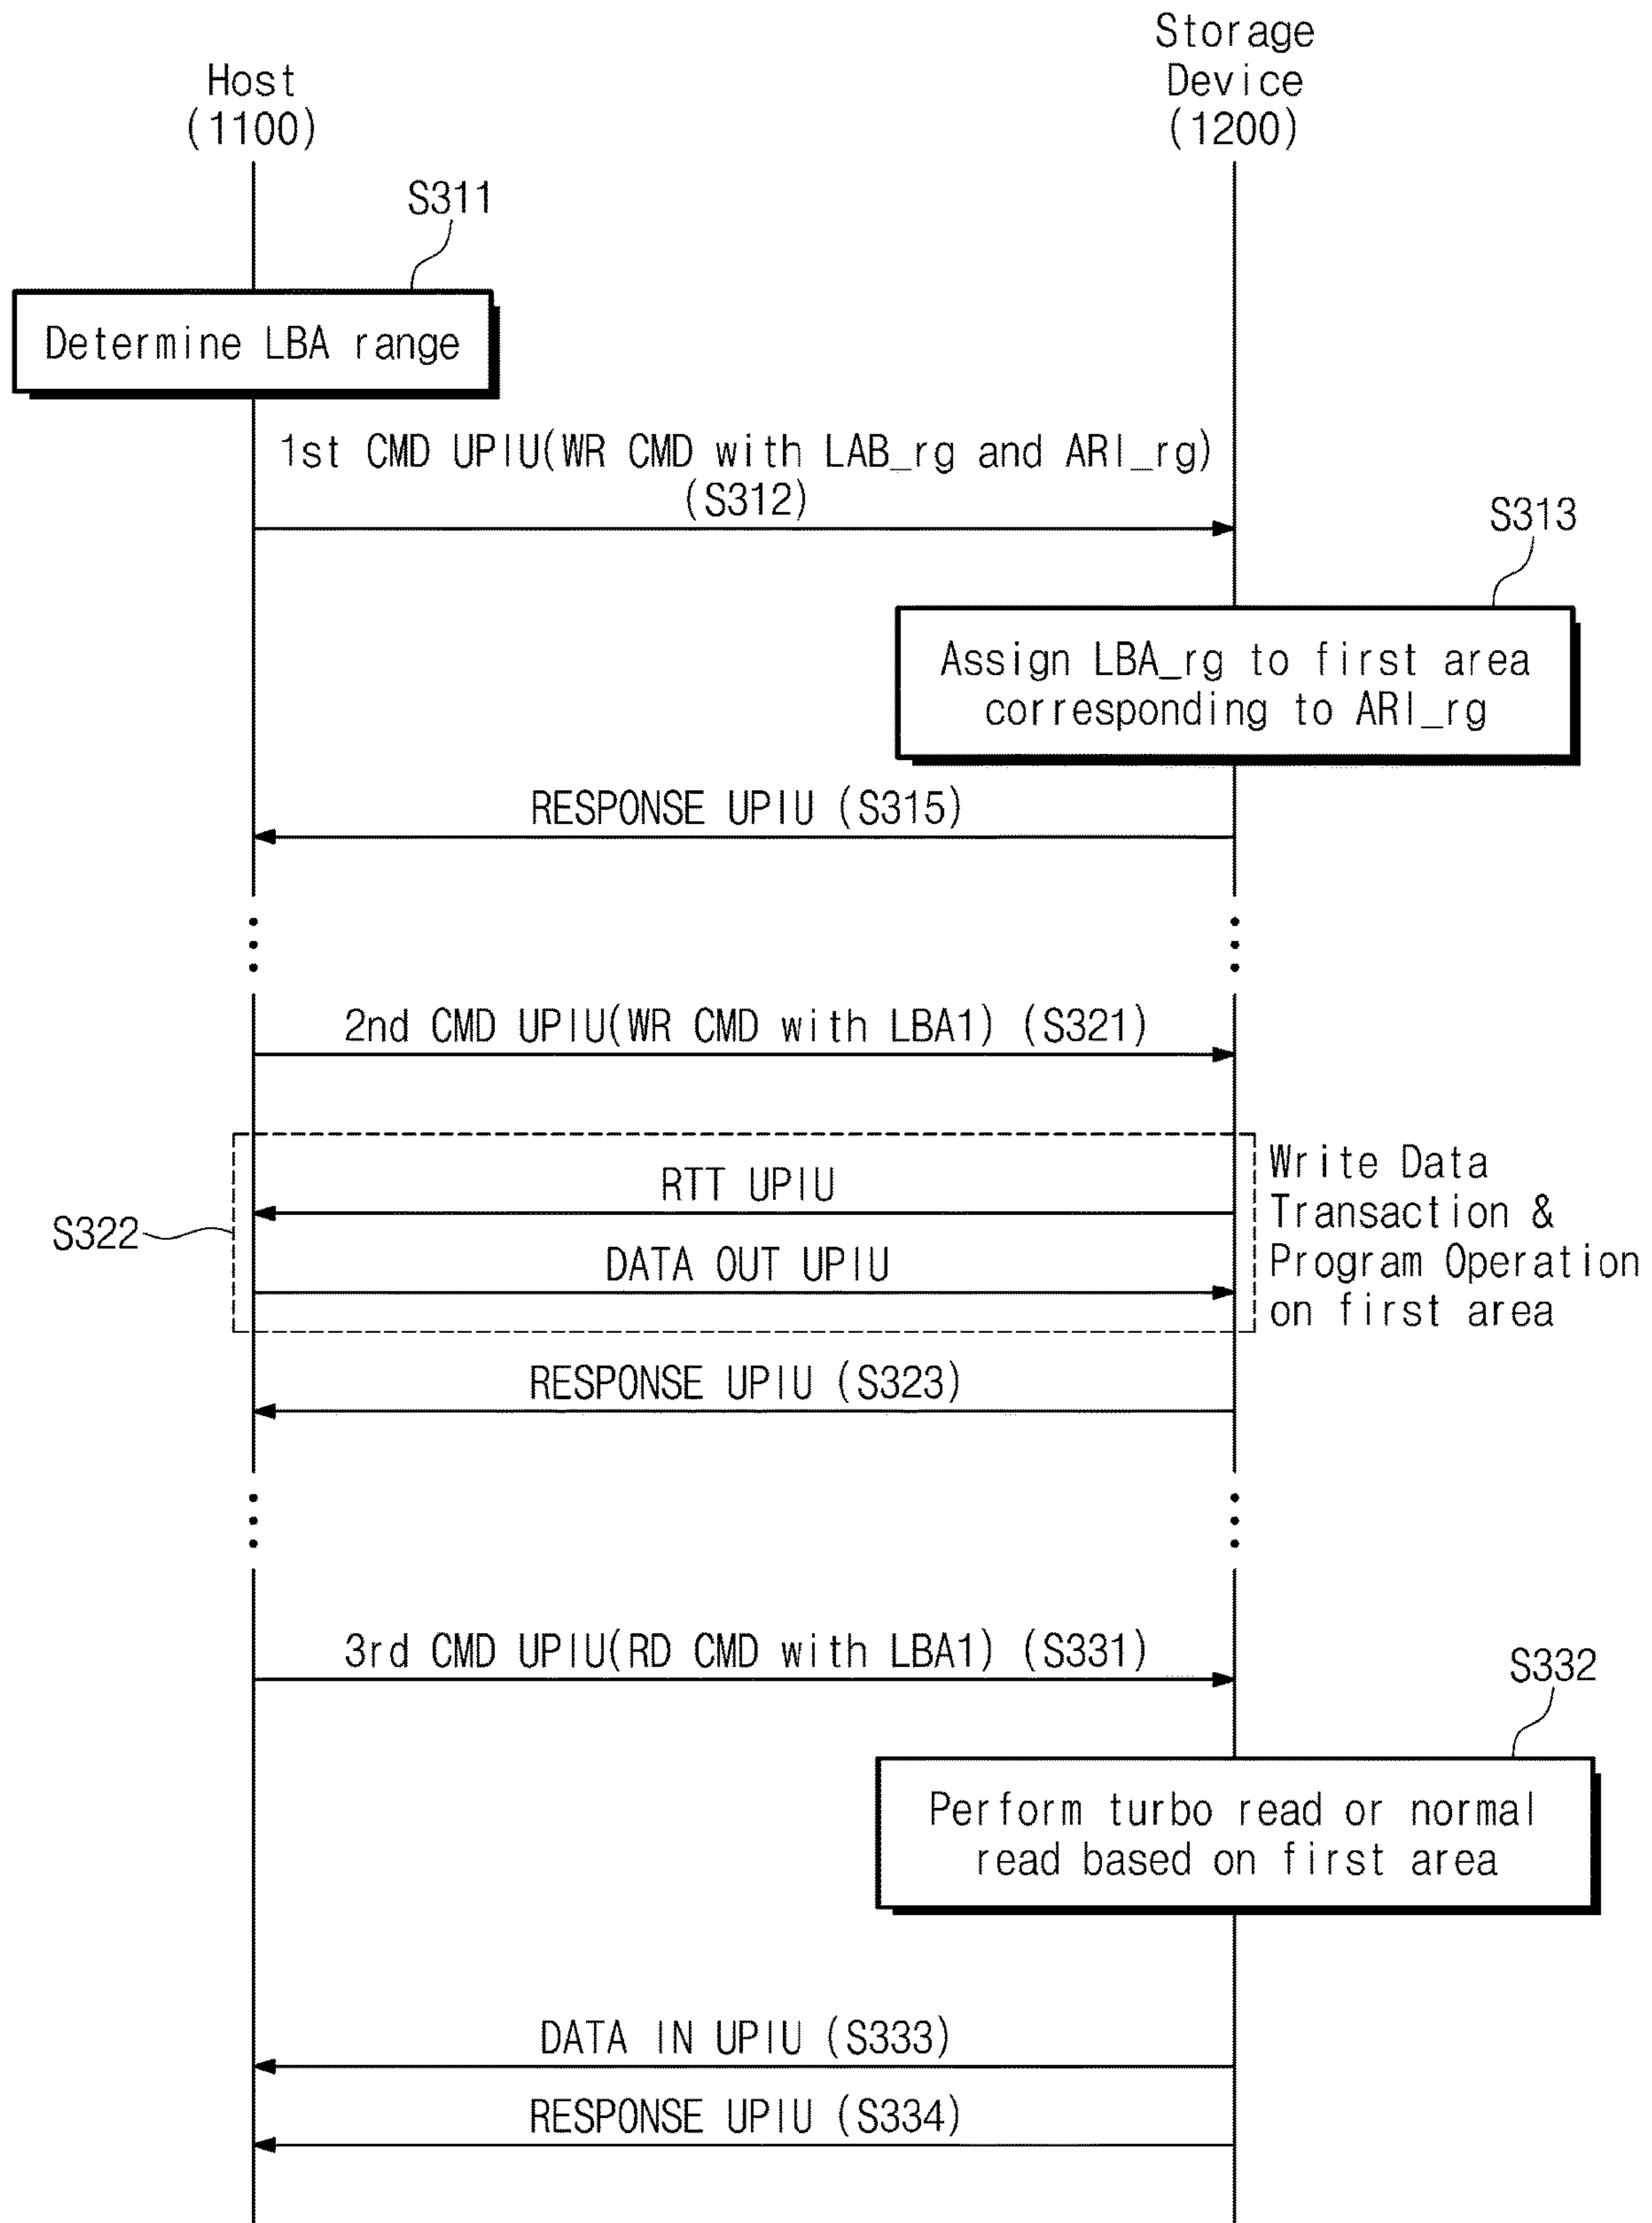 Host
(1100)
Storage
Device
(1200)
S311
Determine LBA range
1st CMD UPIU(WR CMD with LAB_rg and ARI_rg)
(S312)
S313
Assign LBA_rg to first area
corresponding to ARI_rg
RESPONSE UPIU (S315)
2nd CMD UPIU(WR CMD with LBA1) (S321)
S322
RTT UPIU
DATA OUT UPIU
Write Data
Transaction &
Program Operation
on first area
RESPONSE UPIU (S323)
3rd CMD UPIU(RD CMD with LBA1) (S331)
S332
Perform turbo read or normal
read based on first area
DATA IN UPIU (S333)
RESPONSE UPIU (S334)